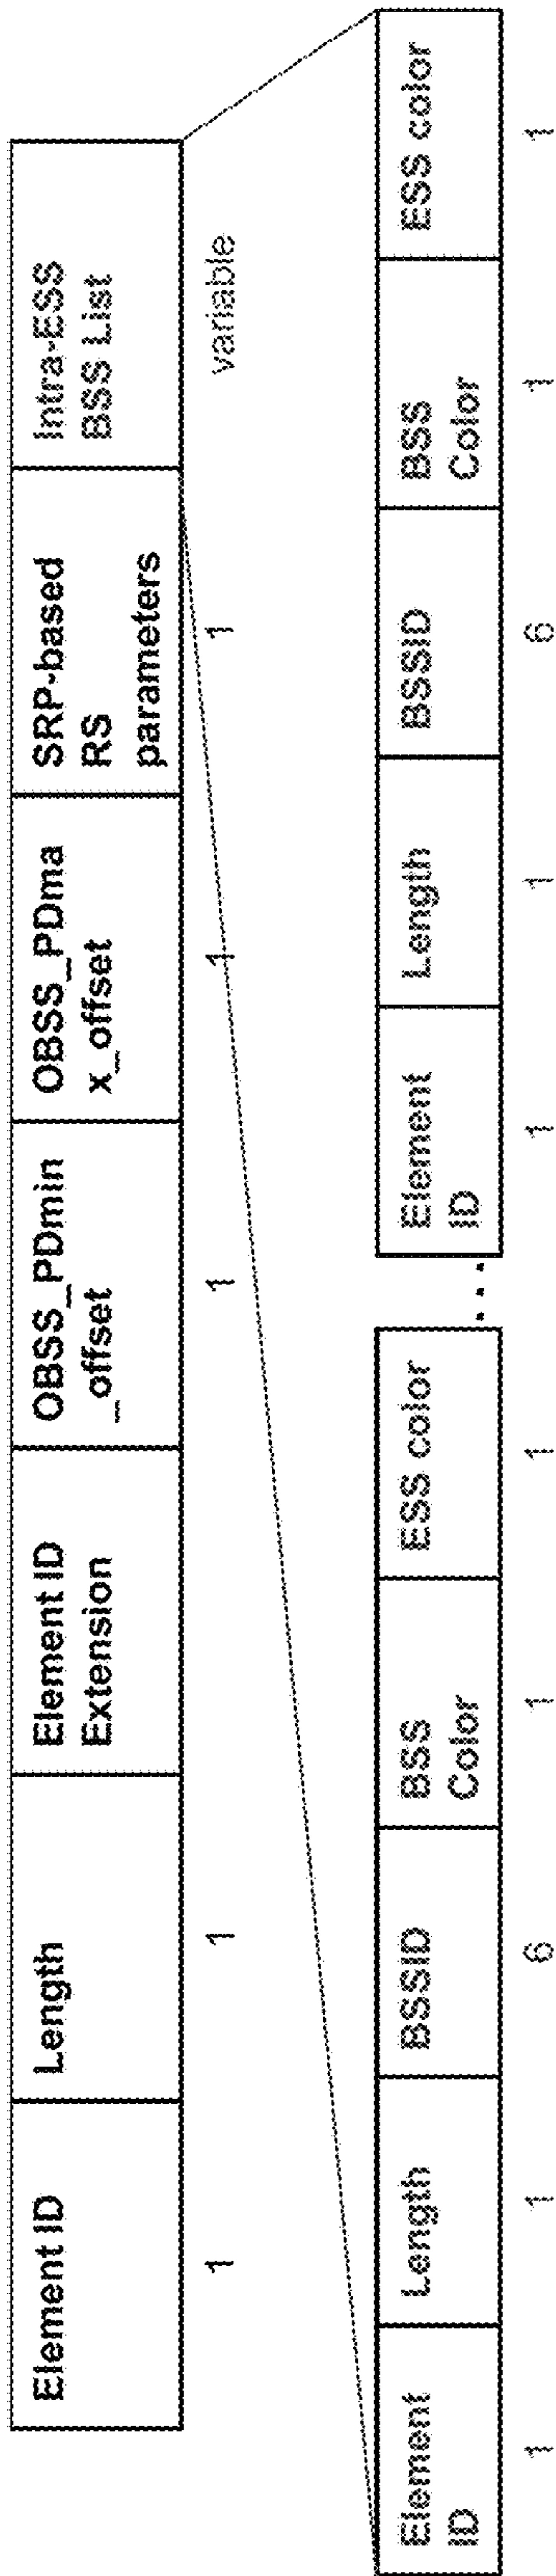 Element ID
Length
Element ID
Extension
OBSS_PDmin
_offset
OBSS_PDma
x_offset
SRP-based
RS
parameters
Intra-ESS
BSS List
1
1
1
1
1
variable
Element
ID
Length
BSSID
BSS
Color
ESS color
...
Element
ID
Length
BSSID
BSS
Color
ESS color
1
1
6
1
1
1
1
6
1
1